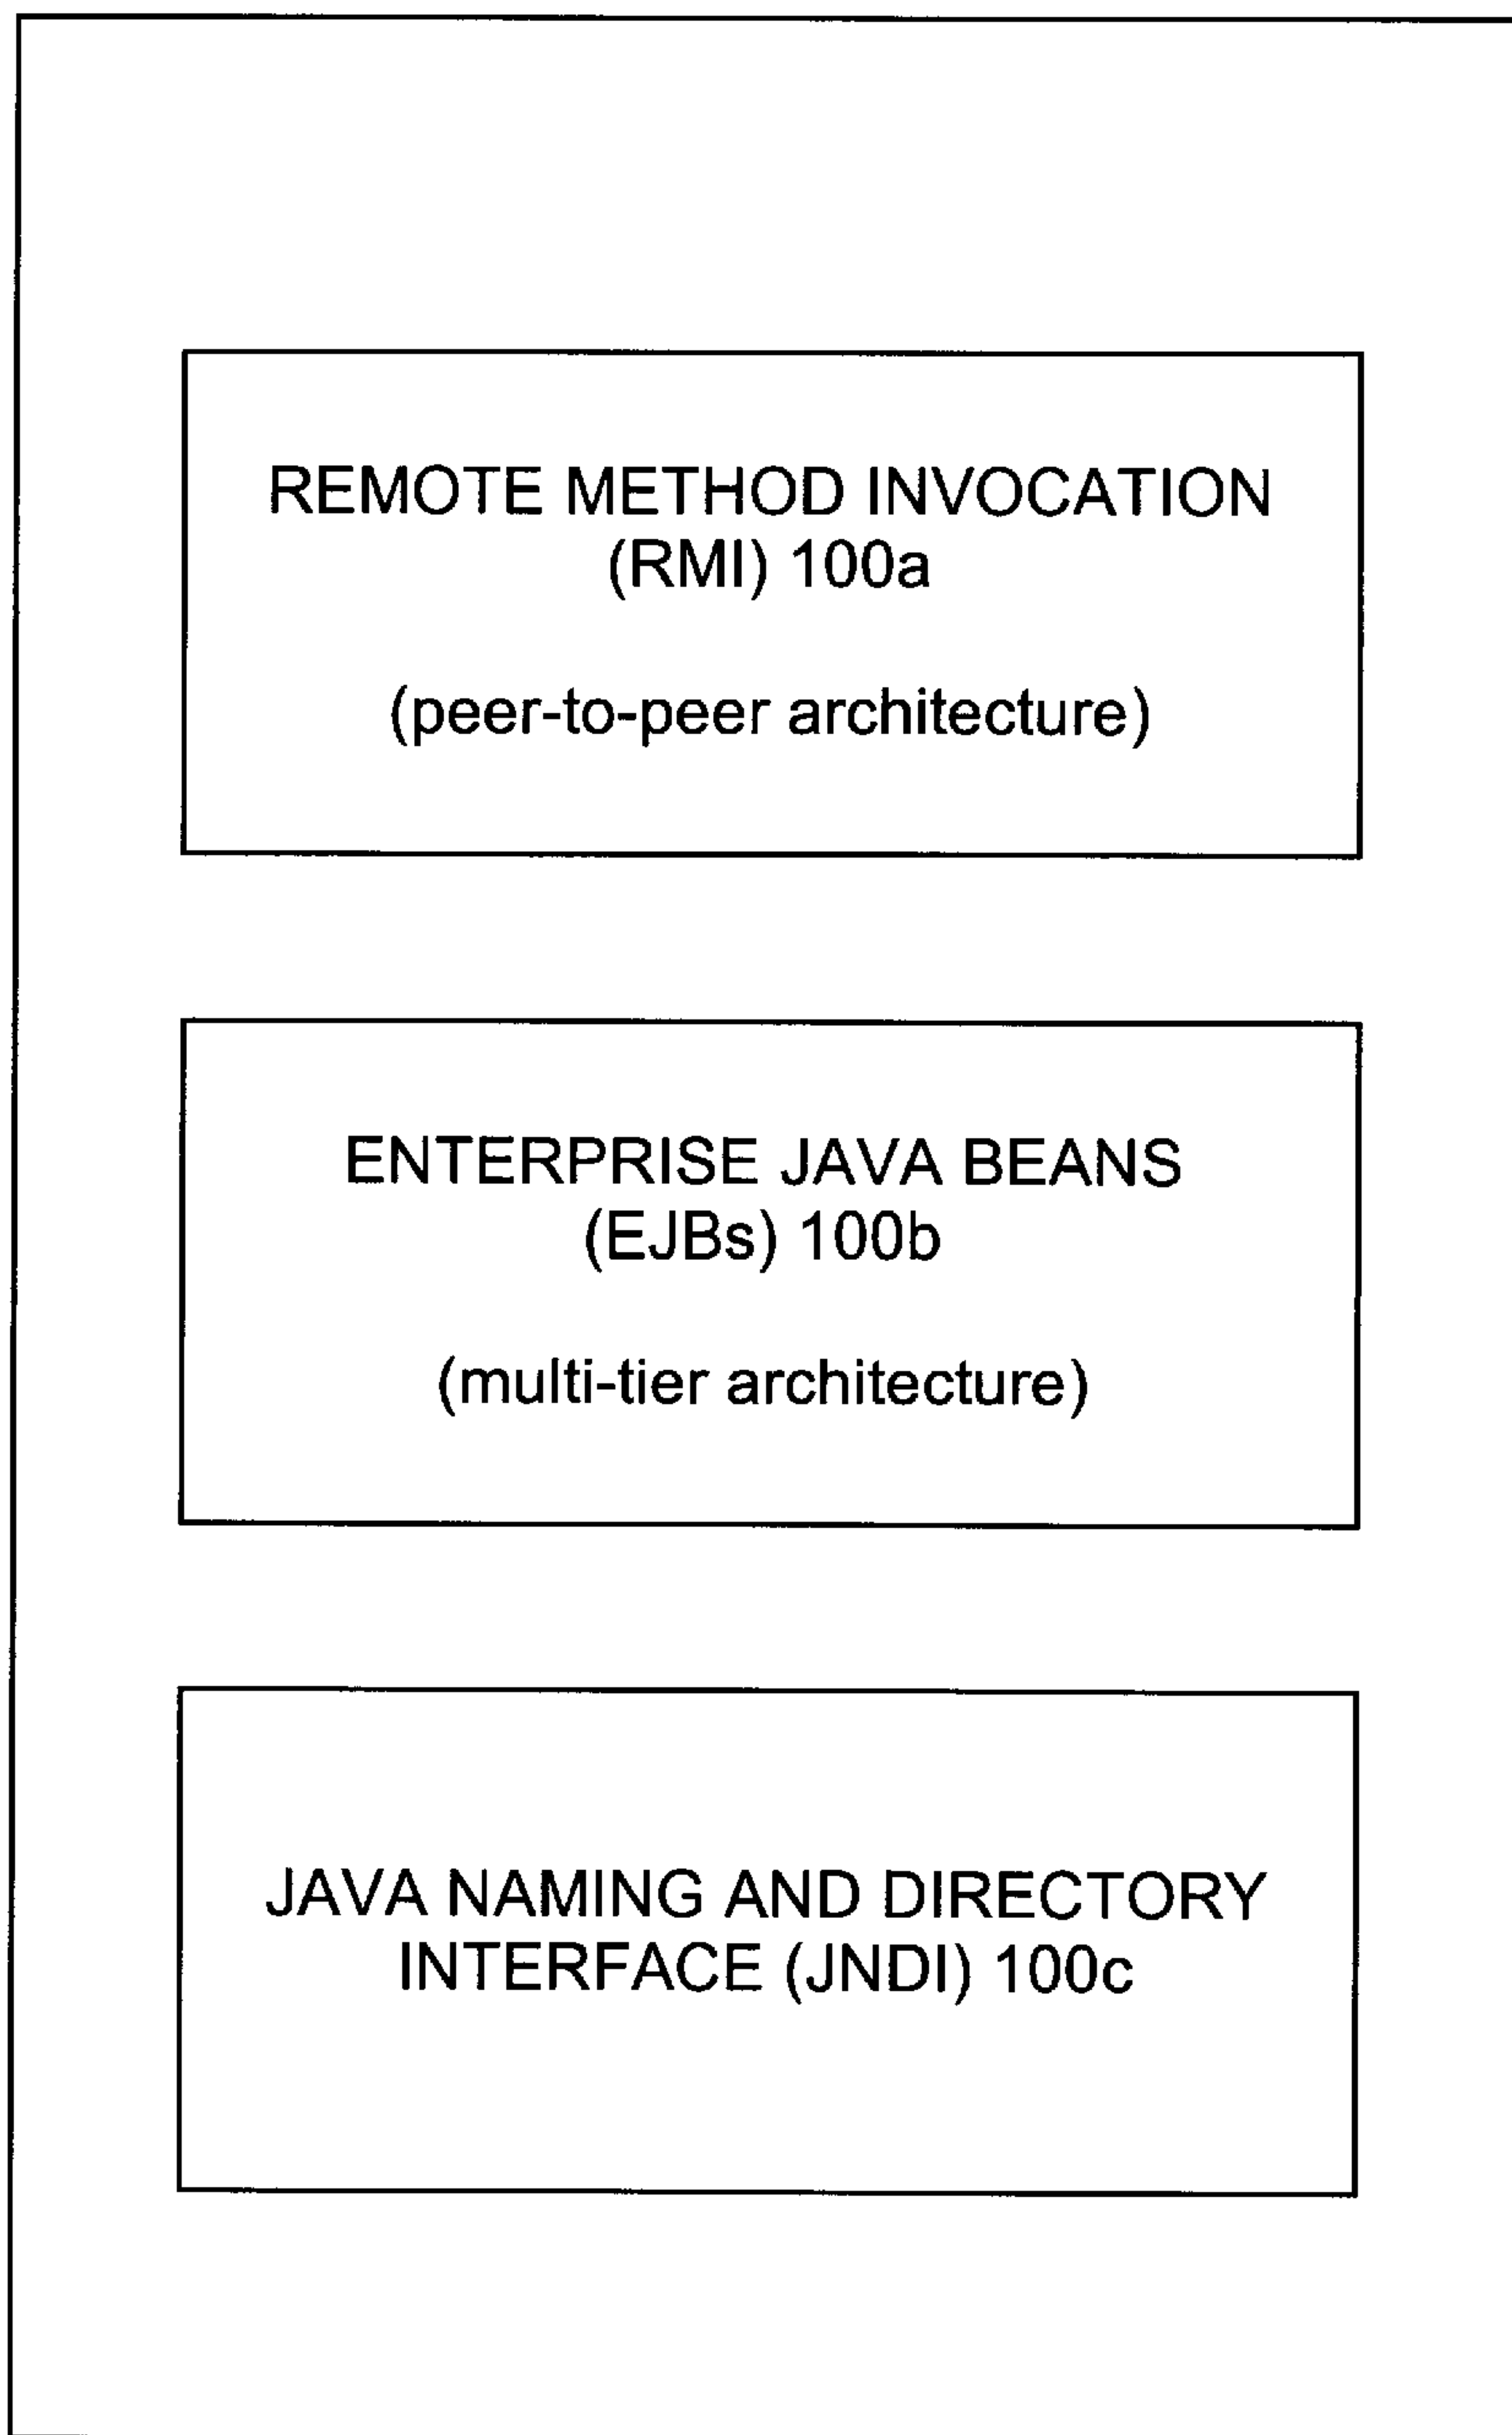 REMOTE METHOD INVOCATION
(RMI) 100a
(peer-to-peer architecture)
ENTERPRISE JAVA BEANS
(EJBs) 100b
(multi-tier architecture)
JAVA NAMING AND DIRECTORY
INTERFACE (JNDI) 100c